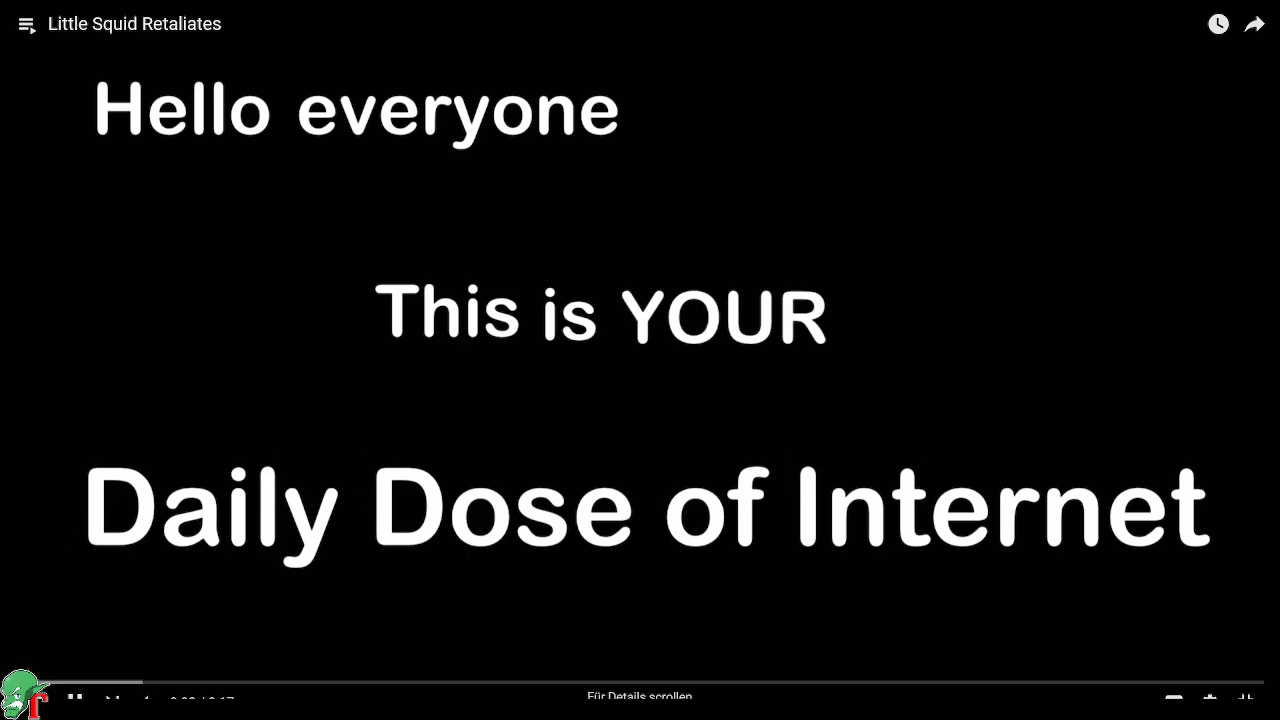 Little Squid Retaliates
Hello everyone
This is YOUR
Daily Dose of Internet
Für Details scrollen